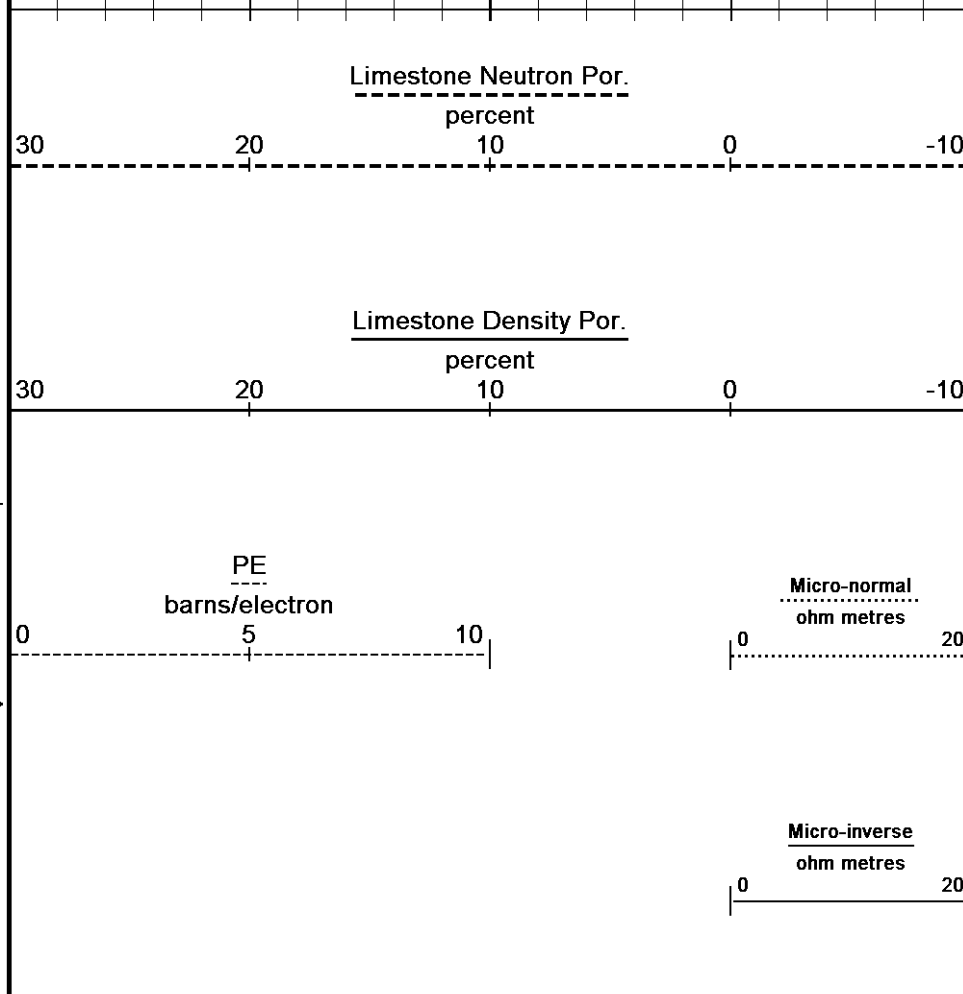 Limestone Neutron Por.
percent
30 20 10 0 -10
Limestone Density Por.
percent
30 20 10 0 -10
PE
barns/electron
0 5 10
Micro-normal
ohm metres
0 20
Micro-inverse
ohm metres
0 20